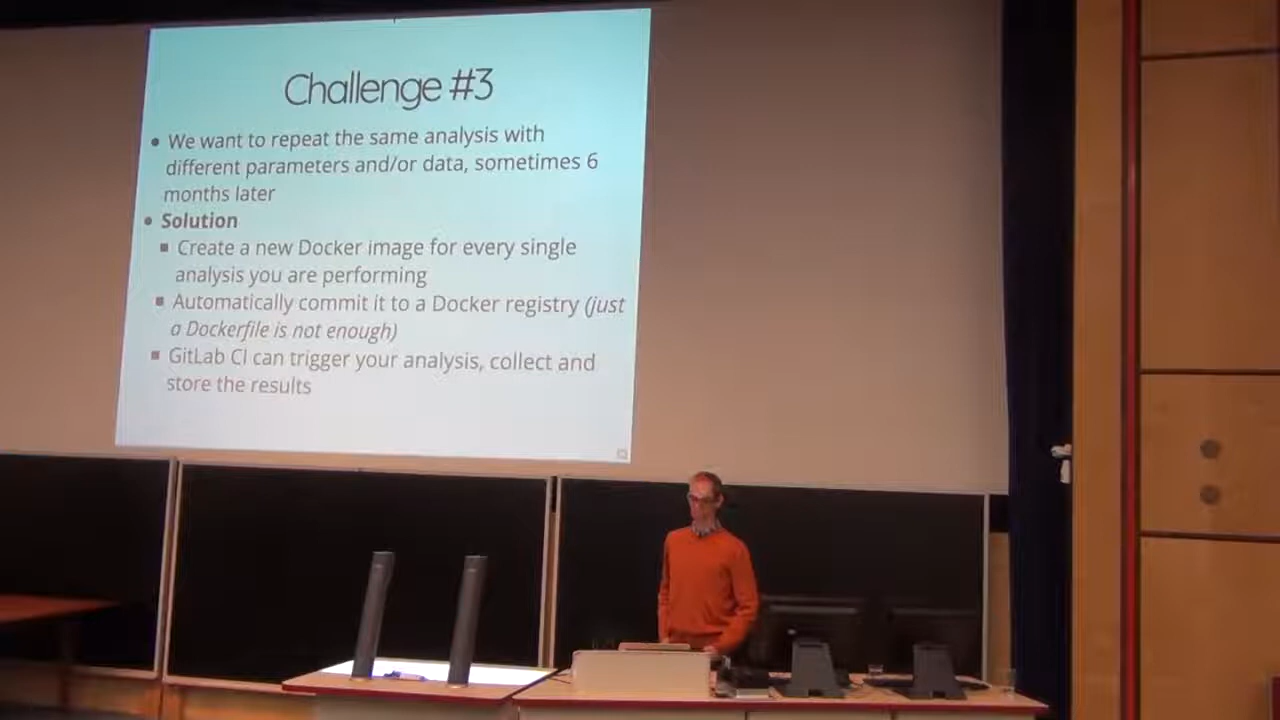 Challenge #3
• We want to repeat the same analysis with
different parameters and/or data, sometimes 6
months later
• Solution
▪ Create a new Docker image for every single
analysis you are performing
▪ Automatically commit it to a Docker registry (just
a Dockerfile is not enough)
▪ GitLab CI can trigger your analysis, collect and
store the results